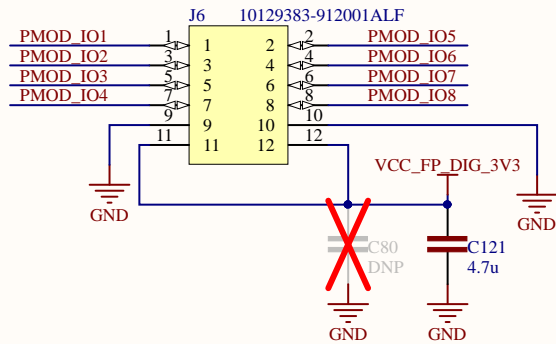 J6 10129383-912001ALF
PMOD_IO1 1 1 2 2 PMOD_IO5
PMOD_IO2 3 3 4 4 PMOD_IO6
PMOD_IO3 5 5 6 6 PMOD_IO7
PMOD_IO4 7 7 8 8 PMOD_IO8
9 9 10 10
11 11 12 12
VCC_FP_DIG_3V3
GND
GND
C80
DNP
C121
4.7u
GND
GND